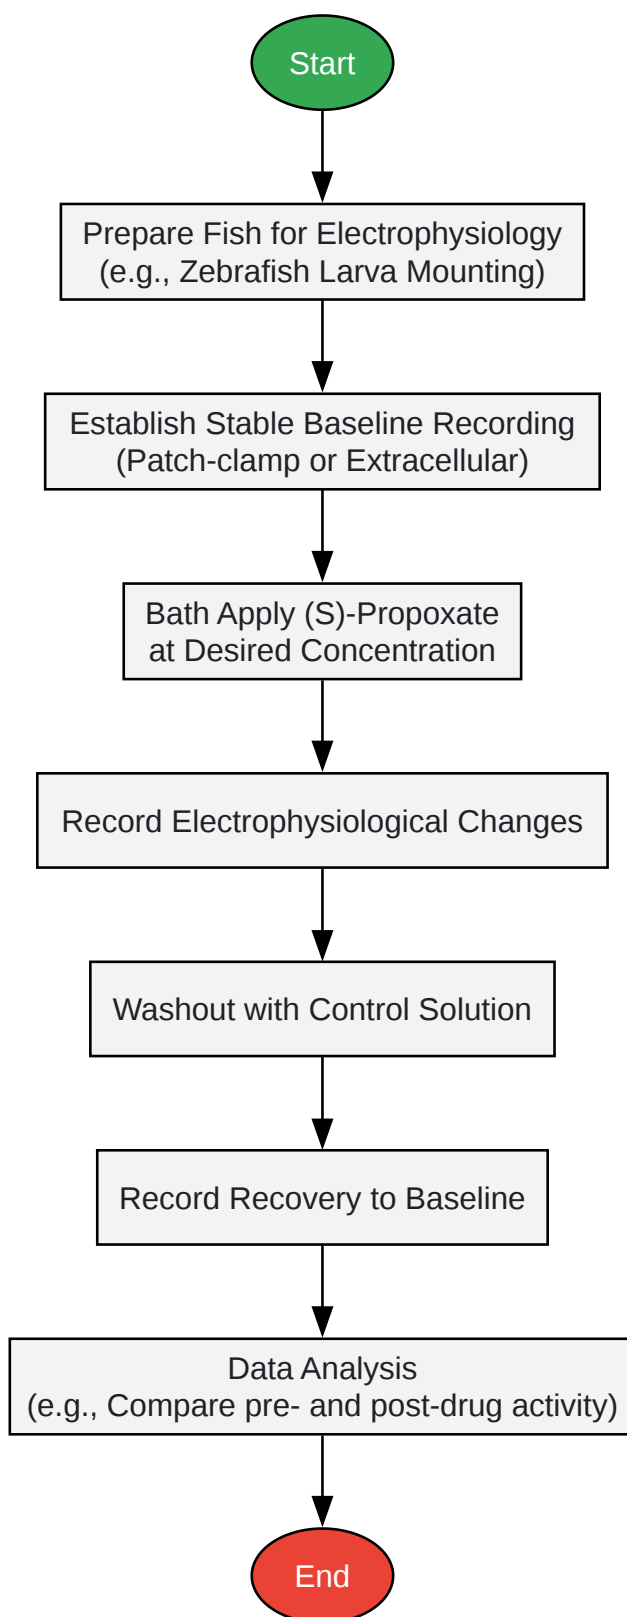 Start
Prepare Fish for Electrophysiology
(e.g., Zebrafish Larva Mounting)
Establish Stable Baseline Recording
(Patch-clamp or Extracellular)
Bath Apply (S)-Propoxate
at Desired Concentration
Record Electrophysiological Changes
Washout with Control Solution
Record Recovery to Baseline
Data Analysis
(e.g., Compare pre- and post-drug activity)
End